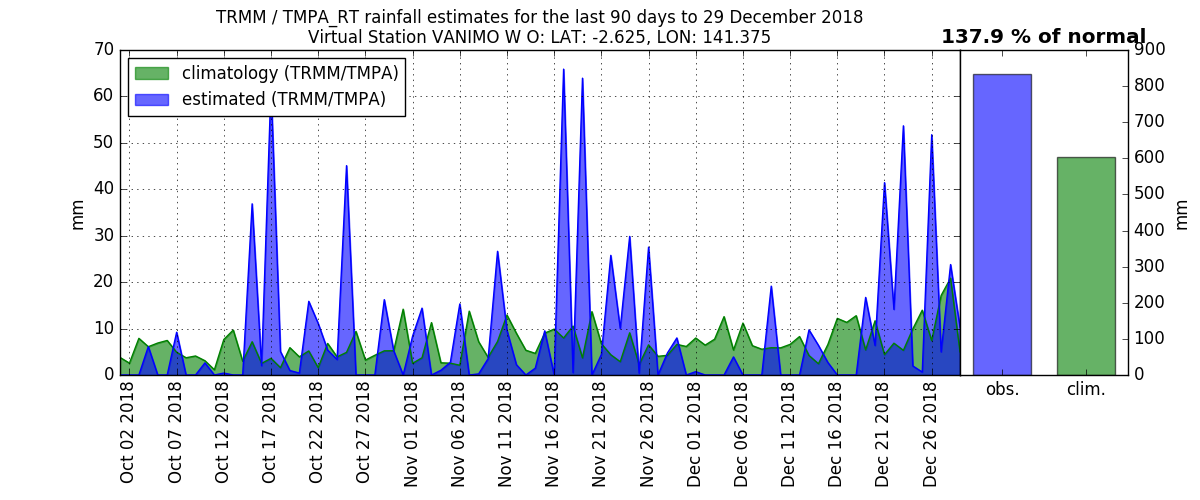 TRMM / TMPA_RT rainfall estimates for the last 90 days to 29 December 2018
Virtual Station VANIMO W O: LAT: -2.625, LON: 141.375
137.9 % of normal
climatology (TRMM/TMPA)
estimated (TRMM/TMPA)
mm
70
60
50
40
30
20
10
0
Oct 02 2018
Oct 07 2018
Oct 12 2018
Oct 17 2018
Oct 22 2018
Oct 27 2018
Nov 01 2018
Nov 06 2018
Nov 11 2018
Nov 16 2018
Nov 21 2018
Nov 26 2018
Dec 01 2018
Dec 06 2018
Dec 11 2018
Dec 16 2018
Dec 21 2018
Dec 26 2018
obs.
clim.
900
800
700
600
500
400
300
200
100
0
mm